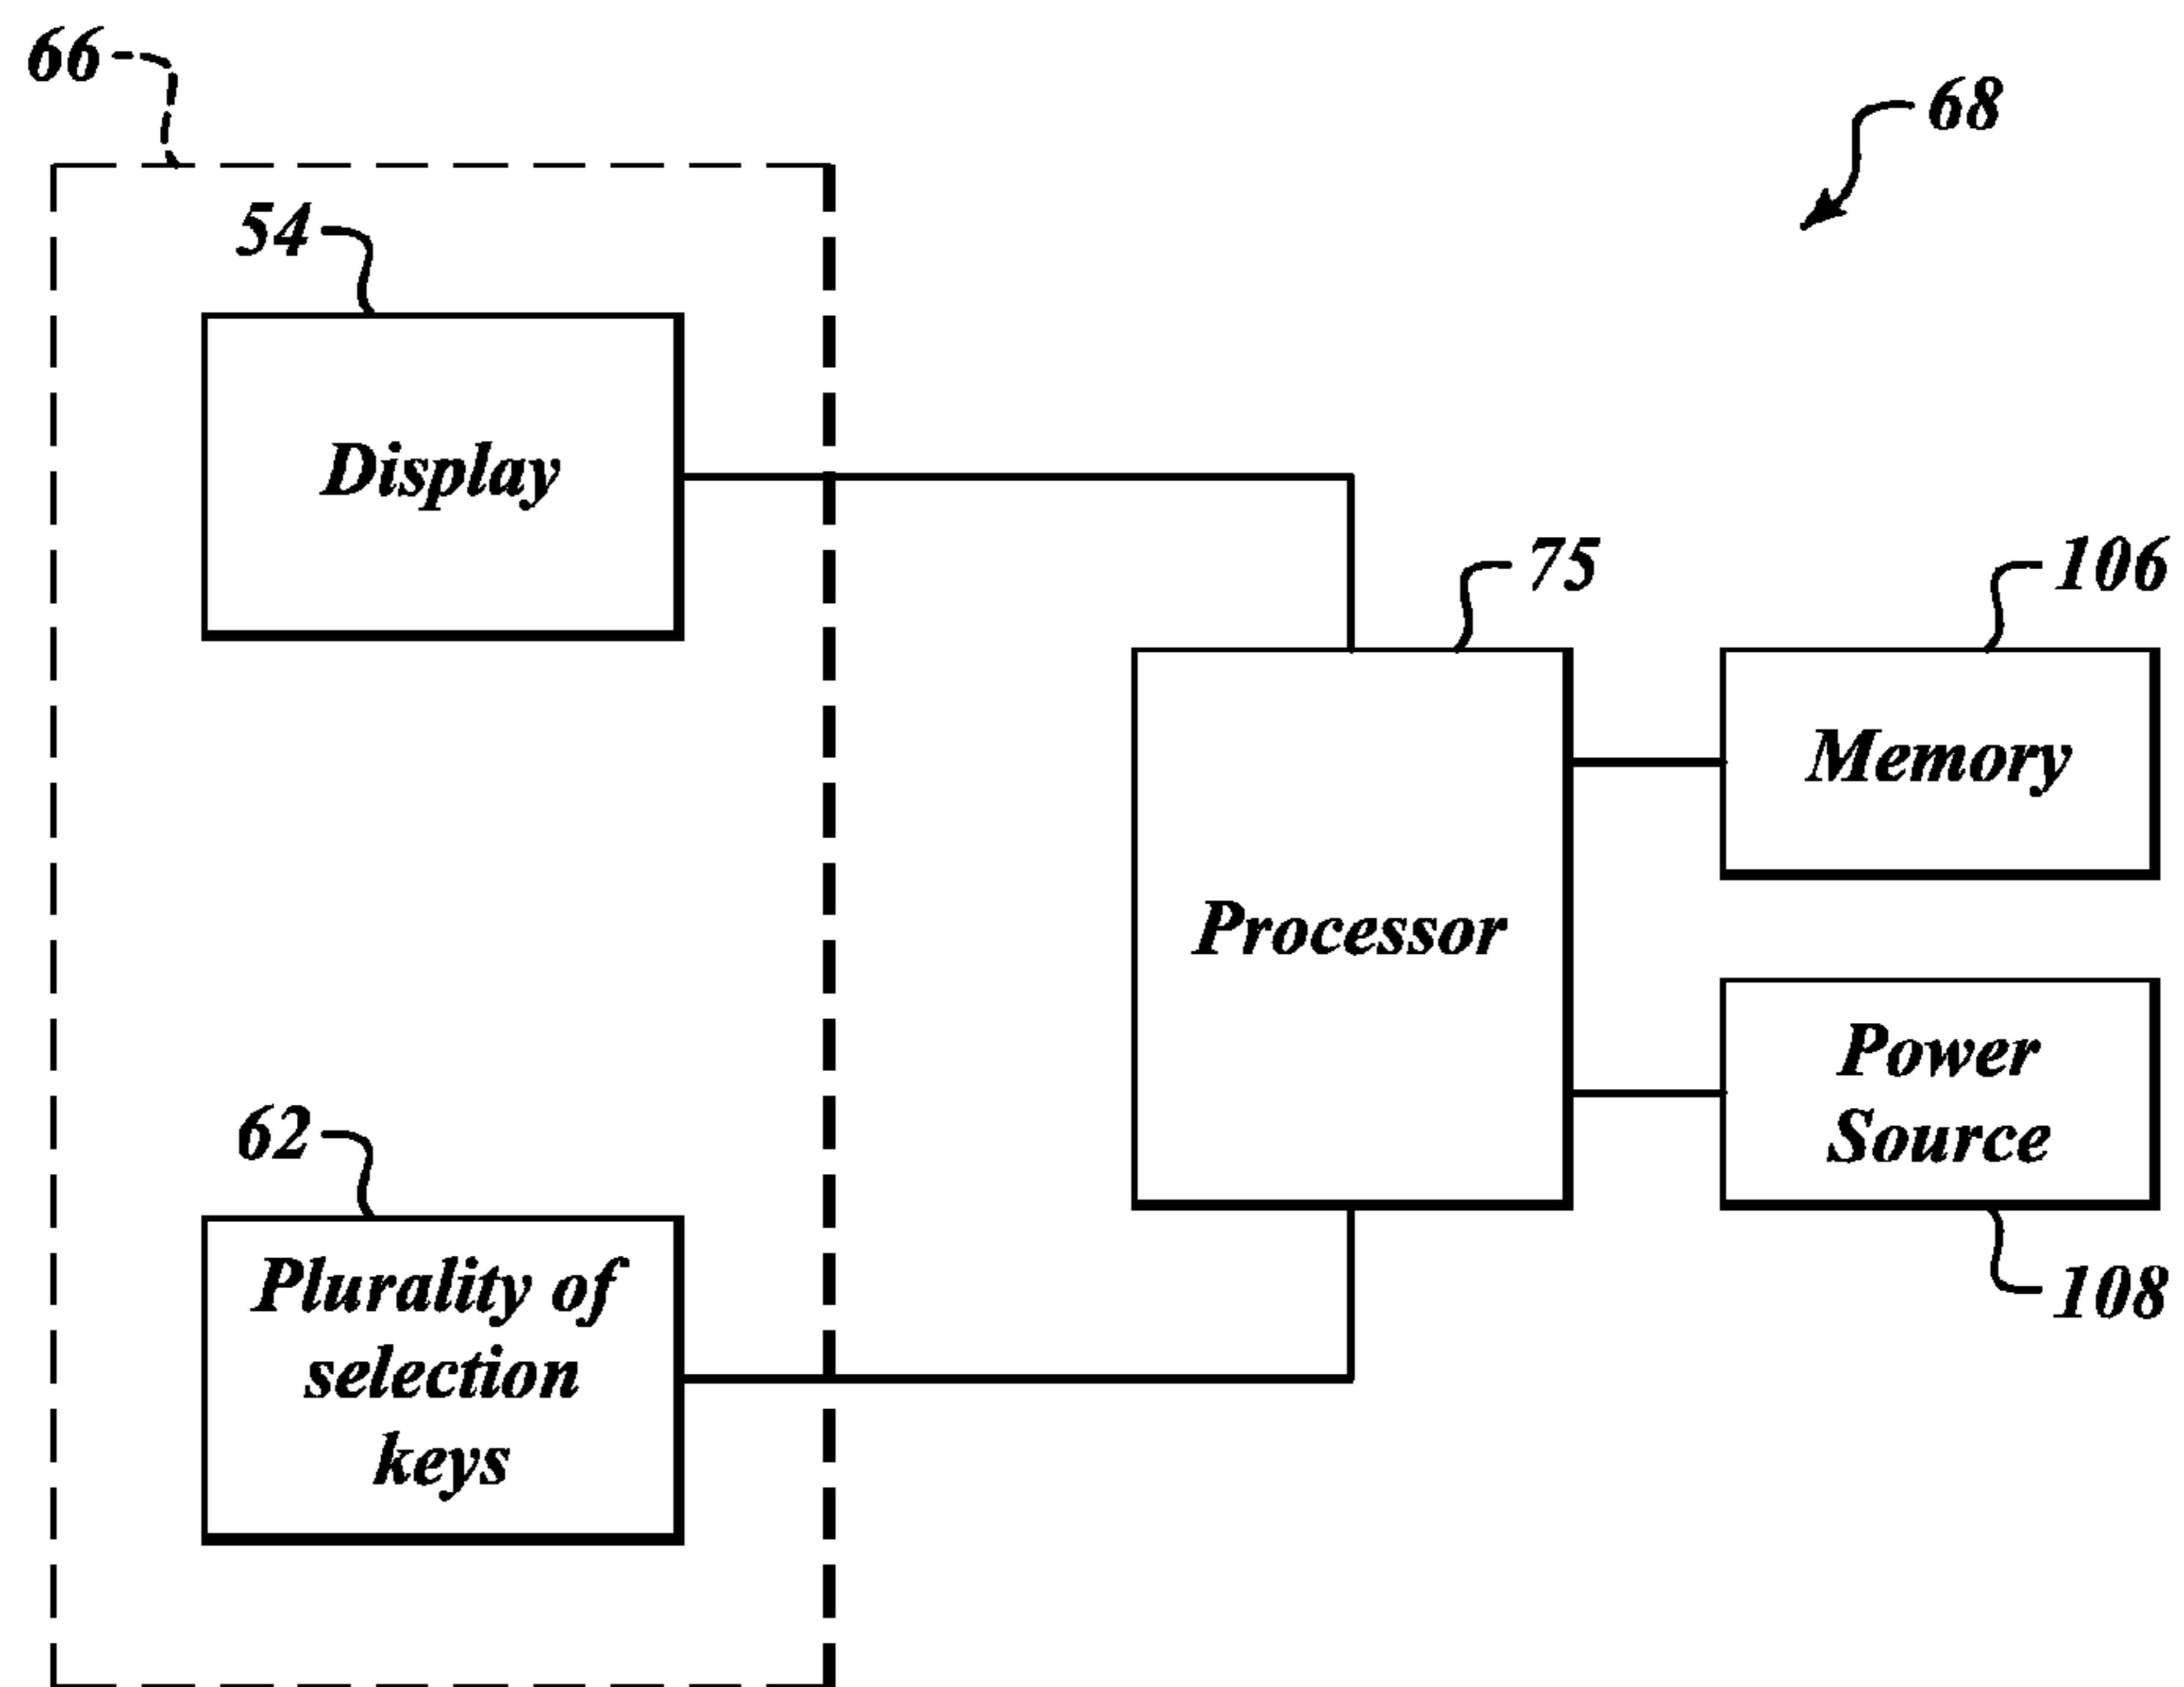 66
68
54
Display
75
106
Memory
Processor
Power
Source
62
Plurality of
selection
keys
108